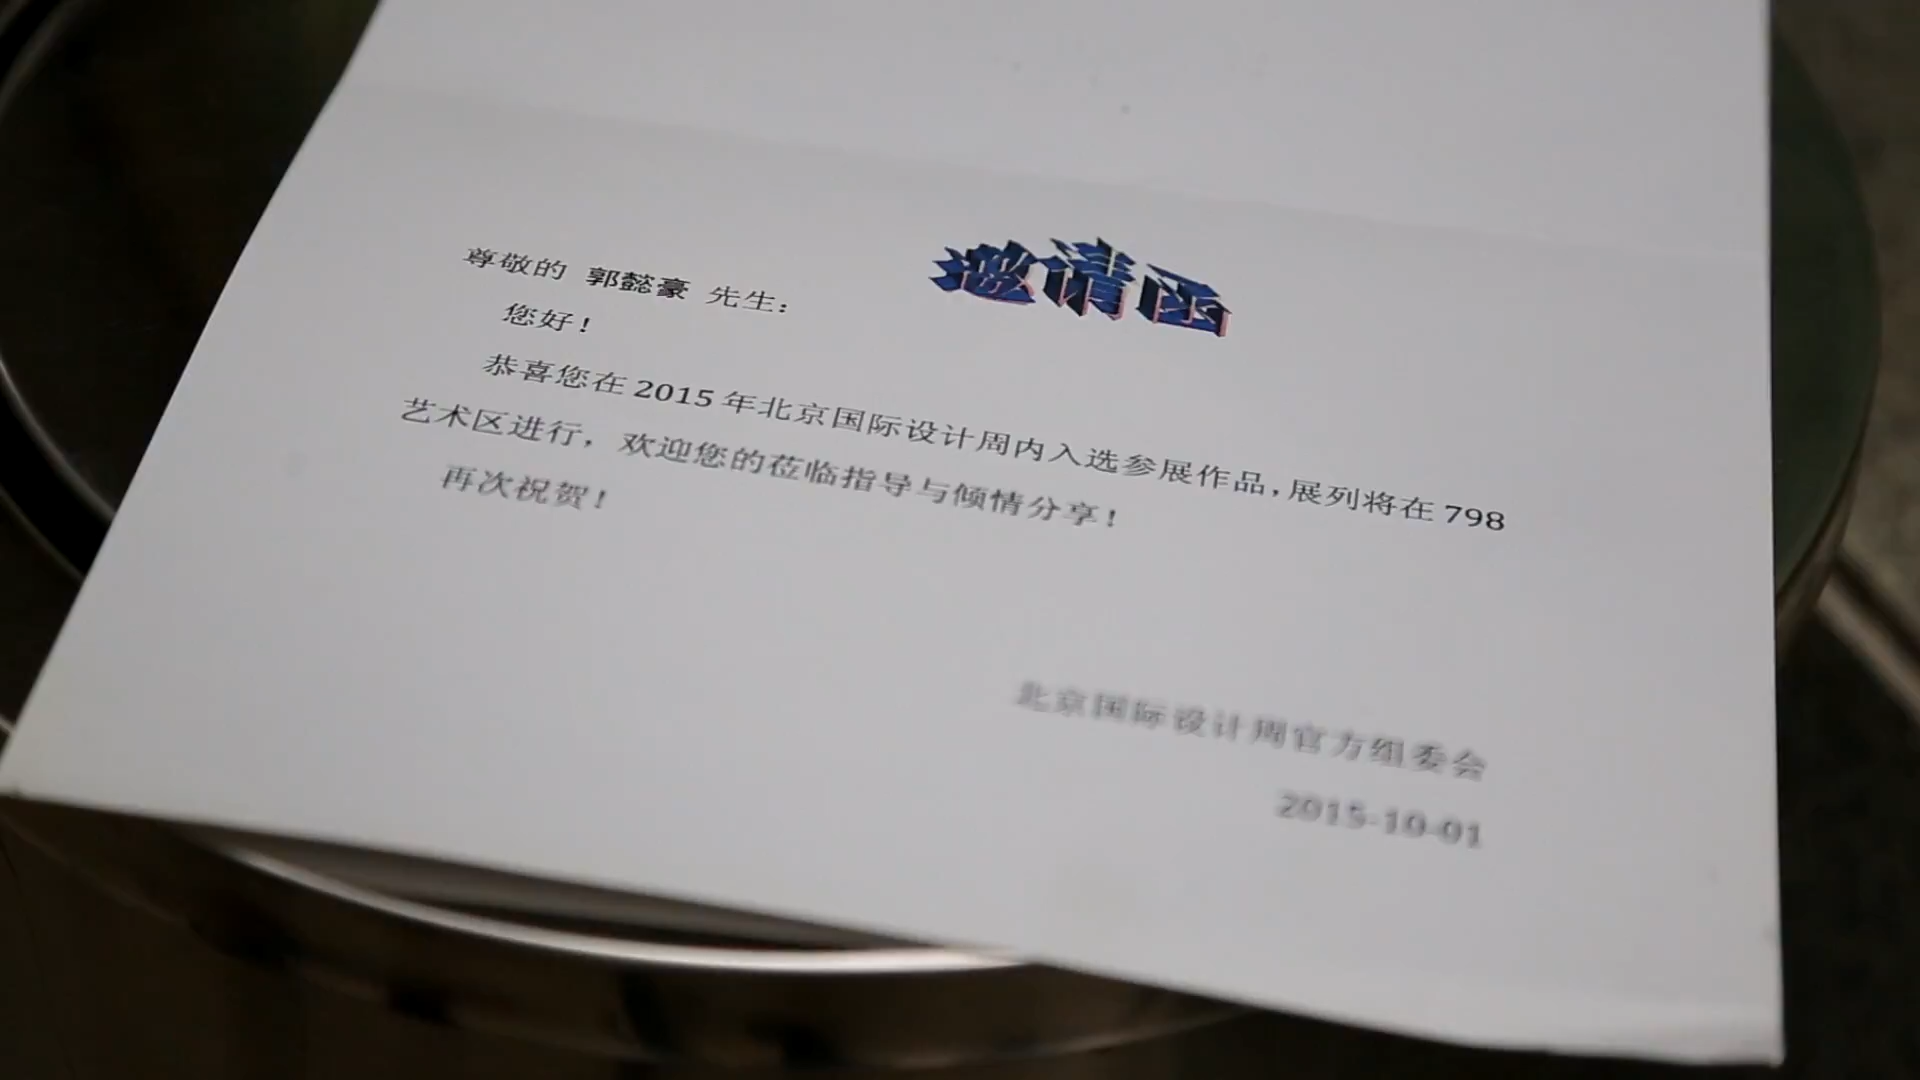 邀请函
尊敬的 郭懿豪 先生：
您好！
恭喜您在 2015 年北京国际设计周内入选参展作品，展列将在 798
艺术区进行，欢迎您的莅临指导与倾情分享！
再次祝贺！
北京国际设计周官方组委会
2015-10-01